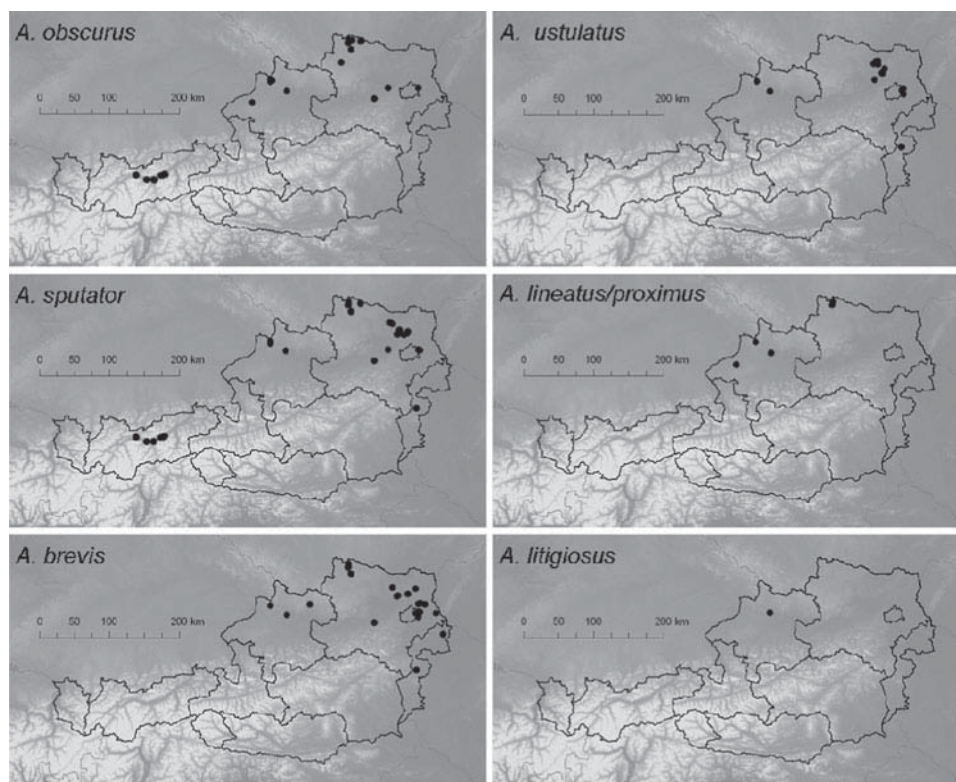 A. obscurus
0 100 200 km
A. ustulatus
0 50 100 200 km
A. sputator
0 50 100 200 km
A. lineatus/proximus
0 50 100 200 km
A. brevis
0 50 100 200 km
A. litigiosus
0 50 100 200 km